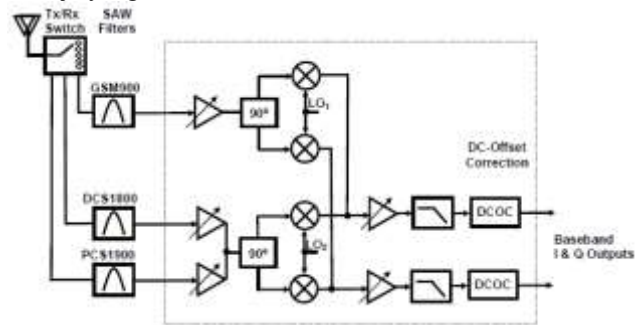 Tx/Rx
Switch
SAW
Filters
GSM900
90°
LO₁
DC-Offset
Correction
DCS1800
PCS1900
90°
LO₂
DCOC
DCOC
Baseband
I & Q Outputs